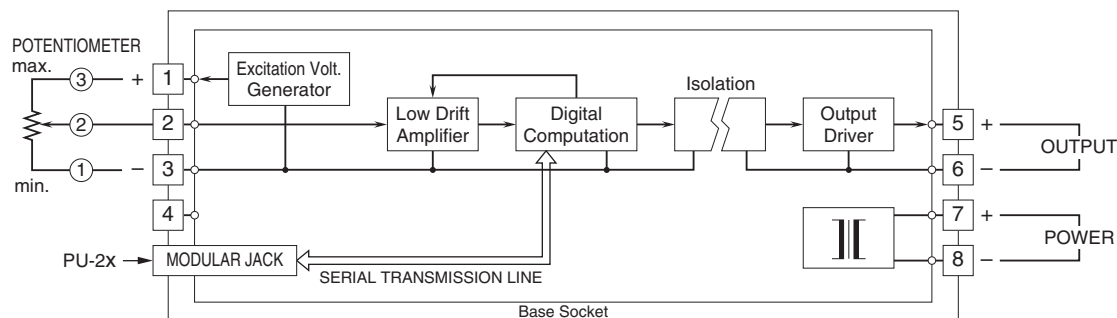 POTENTIOMETER
max.
3
+
1
Excitation Volt.
Generator
Isolation
2
2
Low Drift
Amplifier
Digital
Computation
Output
Driver
5
+
OUTPUT
1
–
3
6
–
min.
4
7
+
POWER
8
–
PU-2x
MODULAR JACK
SERIAL TRANSMISSION LINE
Base Socket